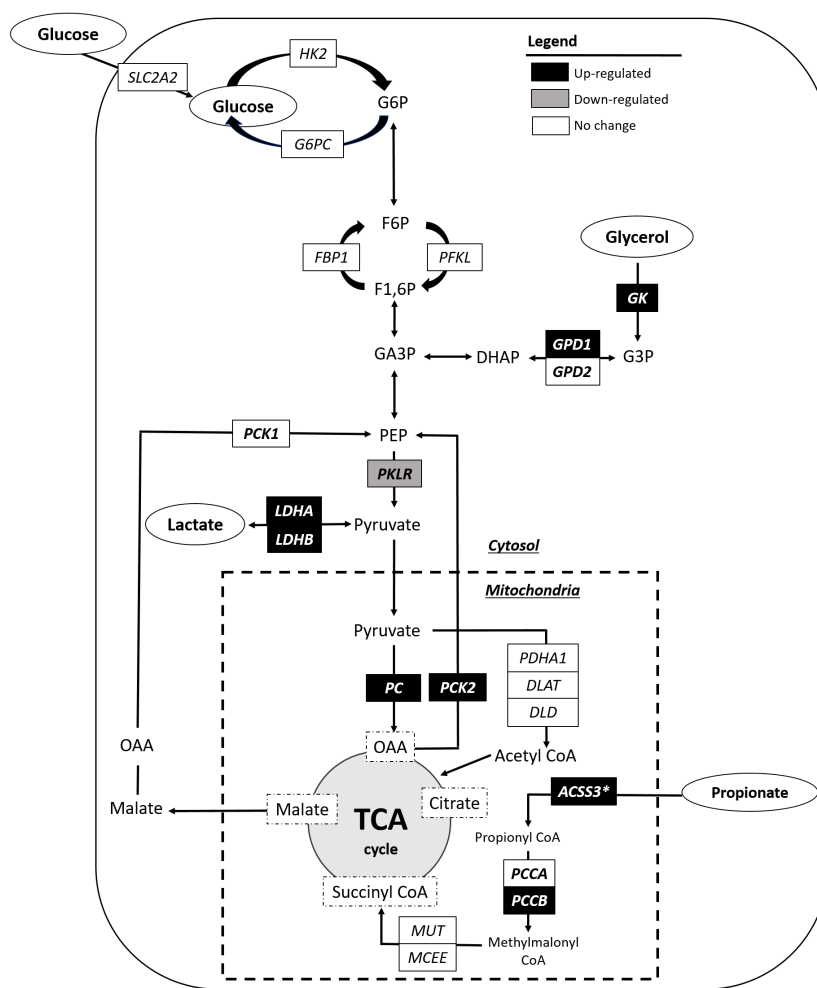 Glucose
SLC2A2
Glucose
HK2
G6P
G6PC
Legend
Up-regulated
Down-regulated
No change
F6P
FBP1
PFKL
F1,6P
Glycerol
GK
GA3P
DHAP
GPD1
GPD2
G3P
PCK1
PEP
PKLR
Lactate
LDHA
LDHB
Pyruvate
Cytosol
Mitochondria
Pyruvate
PC
PCK2
PDHA1
DLAT
DLD
OAA
OAA
Acetyl CoA
Malate
Malate
TCA
cycle
Citrate
ACSS3*
Propionate
Propionyl CoA
PCCA
PCCB
Succinyl CoA
MUT
MCEE
Methylmalonyl
CoA